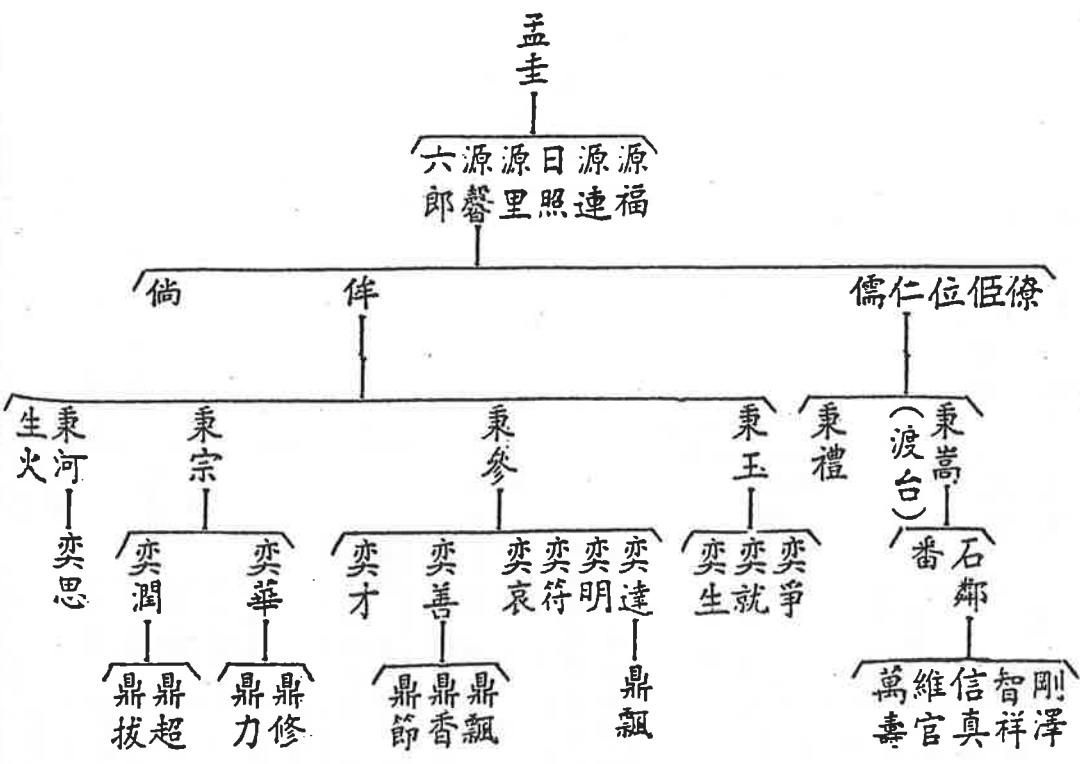 孟圭
源福
源連
日照
源里
源馨
六郎
僚
佢
位
仁
儒
侔
倘
秉嵩
(渡台)
秉禮
秉玉
秉參
秉宗
秉河
生火
石鄰
番
奕爭
奕就
奕生
奕達
奕明
奕符
奕哀
奕善
奕才
奕華
奕潤
奕思
剛澤
智祥
信真
維官
萬壽
鼎飄
鼎飄
鼎香
鼎節
鼎修
鼎力
鼎超
鼎拔